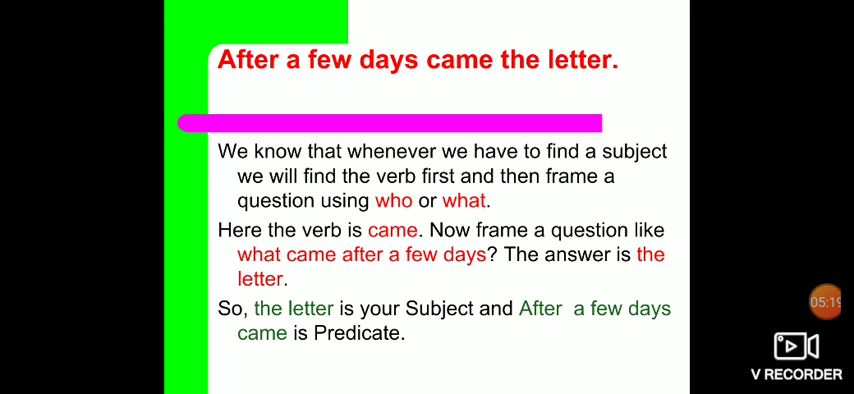 After a few days came the letter.
We know that whenever we have to find a subject
we will find the verb first and then frame a
question using who or what.
Here the verb is came. Now frame a question like
what came after a few days? The answer is the
letter.
So, the letter is your Subject and After a few days
came is Predicate.
05:19
V RECORDER